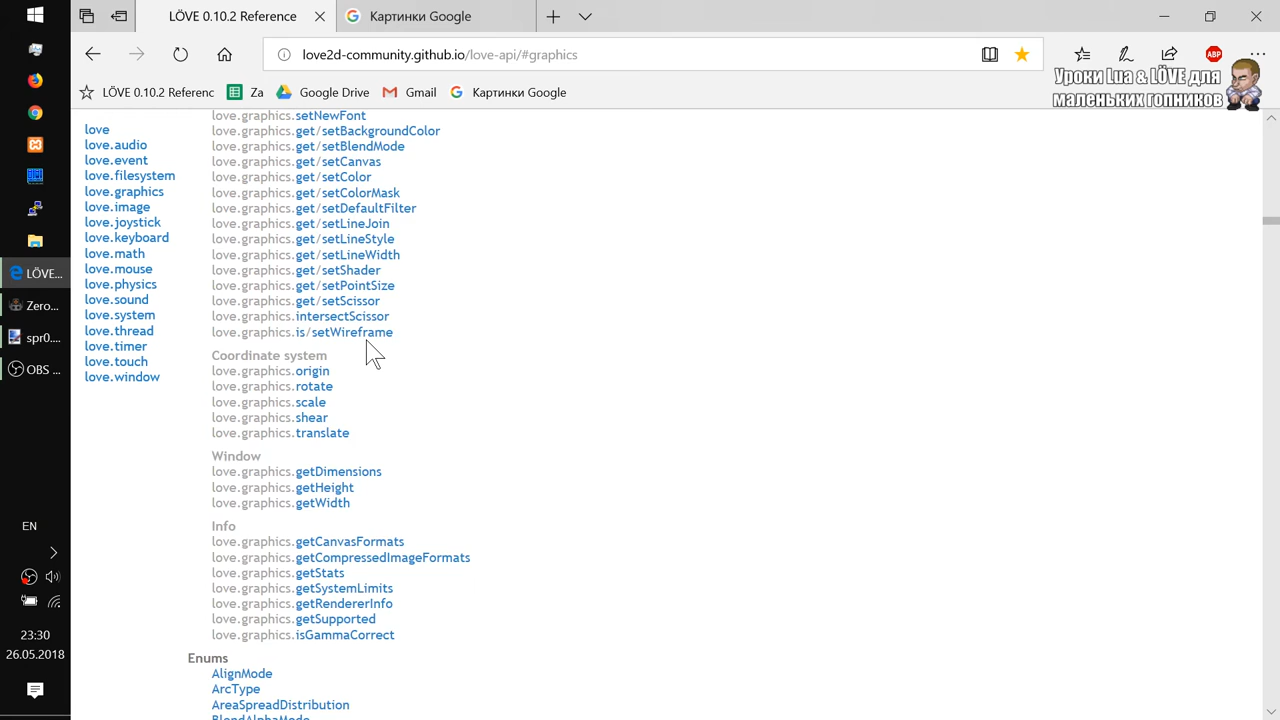 LÖVE 0.10.2 Reference
Картинки Google
love2d-community.github.io/love-api/#graphics
ABP
Уроки Lua & LÖVE для
маленьких гопников
LÖVE 0.10.2 Referenc
Za
Google Drive
Gmail
Картинки Google
love
love.audio
love.event
love.filesystem
love.graphics
love.image
love.joystick
love.keyboard
love.math
love.mouse
love.physics
love.sound
love.system
love.thread
love.timer
love.touch
love.window
love.graphics.setNewFont
love.graphics.get/setBackgroundColor
love.graphics.get/setBlendMode
love.graphics.get/setCanvas
love.graphics.get/setColor
love.graphics.get/setColorMask
love.graphics.get/setDefaultFilter
love.graphics.get/setLineJoin
love.graphics.get/setLineStyle
love.graphics.get/setLineWidth
love.graphics.get/setShader
love.graphics.get/setPointSize
love.graphics.get/setScissor
love.graphics.intersectScissor
love.graphics.is/setWireframe
Coordinate system
love.graphics.origin
love.graphics.rotate
love.graphics.scale
love.graphics.shear
love.graphics.translate
Window
love.graphics.getDimensions
love.graphics.getHeight
love.graphics.getWidth
Info
love.graphics.getCanvasFormats
love.graphics.getCompressedImageFormats
love.graphics.getStats
love.graphics.getSystemLimits
love.graphics.getRendererInfo
love.graphics.getSupported
love.graphics.isGammaCorrect
Enums
AlignMode
ArcType
AreaSpreadDistribution
BlendAlphaMode
LÖVE...
Zero...
spr0....
OBS ...
EN
23:30
26.05.2018